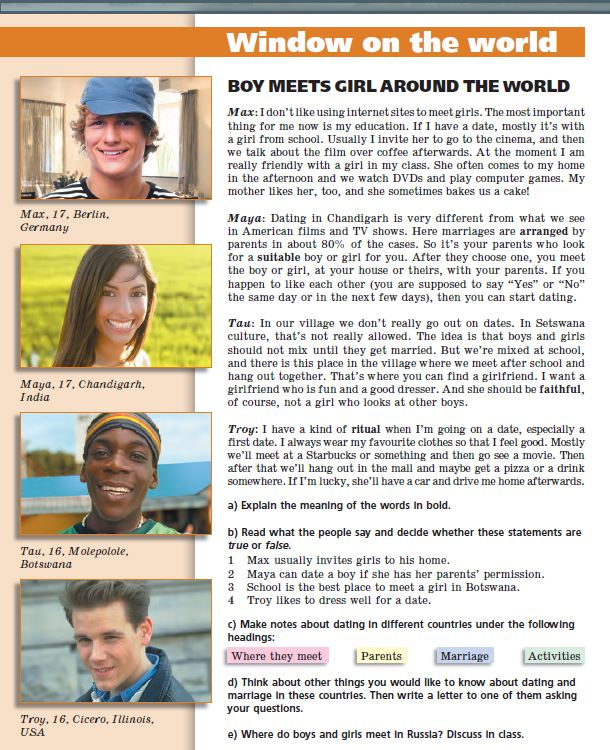 Window on the world
BOY MEETS GIRL AROUND THE WORLD
Max: I don't like using internet sites to meet girls. The most important
thing for me now is my education. If I have a date, mostly it's with
a girl from school. Usually I invite her to go to the cinema, and then
we talk about the film over coffee afterwards. At the moment I am
really friendly with a girl in my class. She often comes to my home
in the afternoon and we watch DVDs and play computer games. My
mother likes her, too, and she sometimes bakes us a cake!
Max, 17, Berlin,
Germany
Maya: Dating in Chandigarh is very different from what we see
in American films and TV shows. Here marriages are arranged by
parents in about 80% of the cases. So it's your parents who look
for a suitable boy or girl for you. After they choose one, you meet
the boy or girl, at your house or theirs, with your parents. If you
happen to like each other (you are supposed to say "Yes" or "No"
the same day or in the next few days), then you can start dating.
Maya, 17, Chandigarh,
India
Tau: In our village we don't really go out on dates. In Setswana
culture, that's not really allowed. The idea is that boys and girls
should not mix until they get married. But we're mixed at school,
and there is this place in the village where we meet after school and
hang out together. That's where you can find a girlfriend. I want a
girlfriend who is fun and a good dresser. And she should be faithful,
of course, not a girl who looks at other boys.
Tau, 16, Molepolole,
Botswana
Troy: I have a kind of ritual when I'm going on a date, especially a
first date. I always wear my favourite clothes so that I feel good. Mostly
we'll meet at a Starbucks or something and then go see a movie. Then
after that we'll hang out in the mall and maybe get a pizza or a drink
somewhere. If I'm lucky, she'll have a car and drive me home afterwards.
Troy, 16, Cicero, Illinois,
USA
a) Explain the meaning of the words in bold.
b) Read what the people say and decide whether these statements are
true or false.
1 Max usually invites girls to his home.
2 Maya can date a boy if she has her parents' permission.
3 School is the best place to meet a girl in Botswana.
4 Troy likes to dress well for a date.
c) Make notes about dating in different countries under the following
headings:
Where they meet Parents Marriage Activities
d) Think about other things you would like to know about dating and
marriage in these countries. Then write a letter to one of them asking
your questions.
e) Where do boys and girls meet in Russia? Discuss in class.